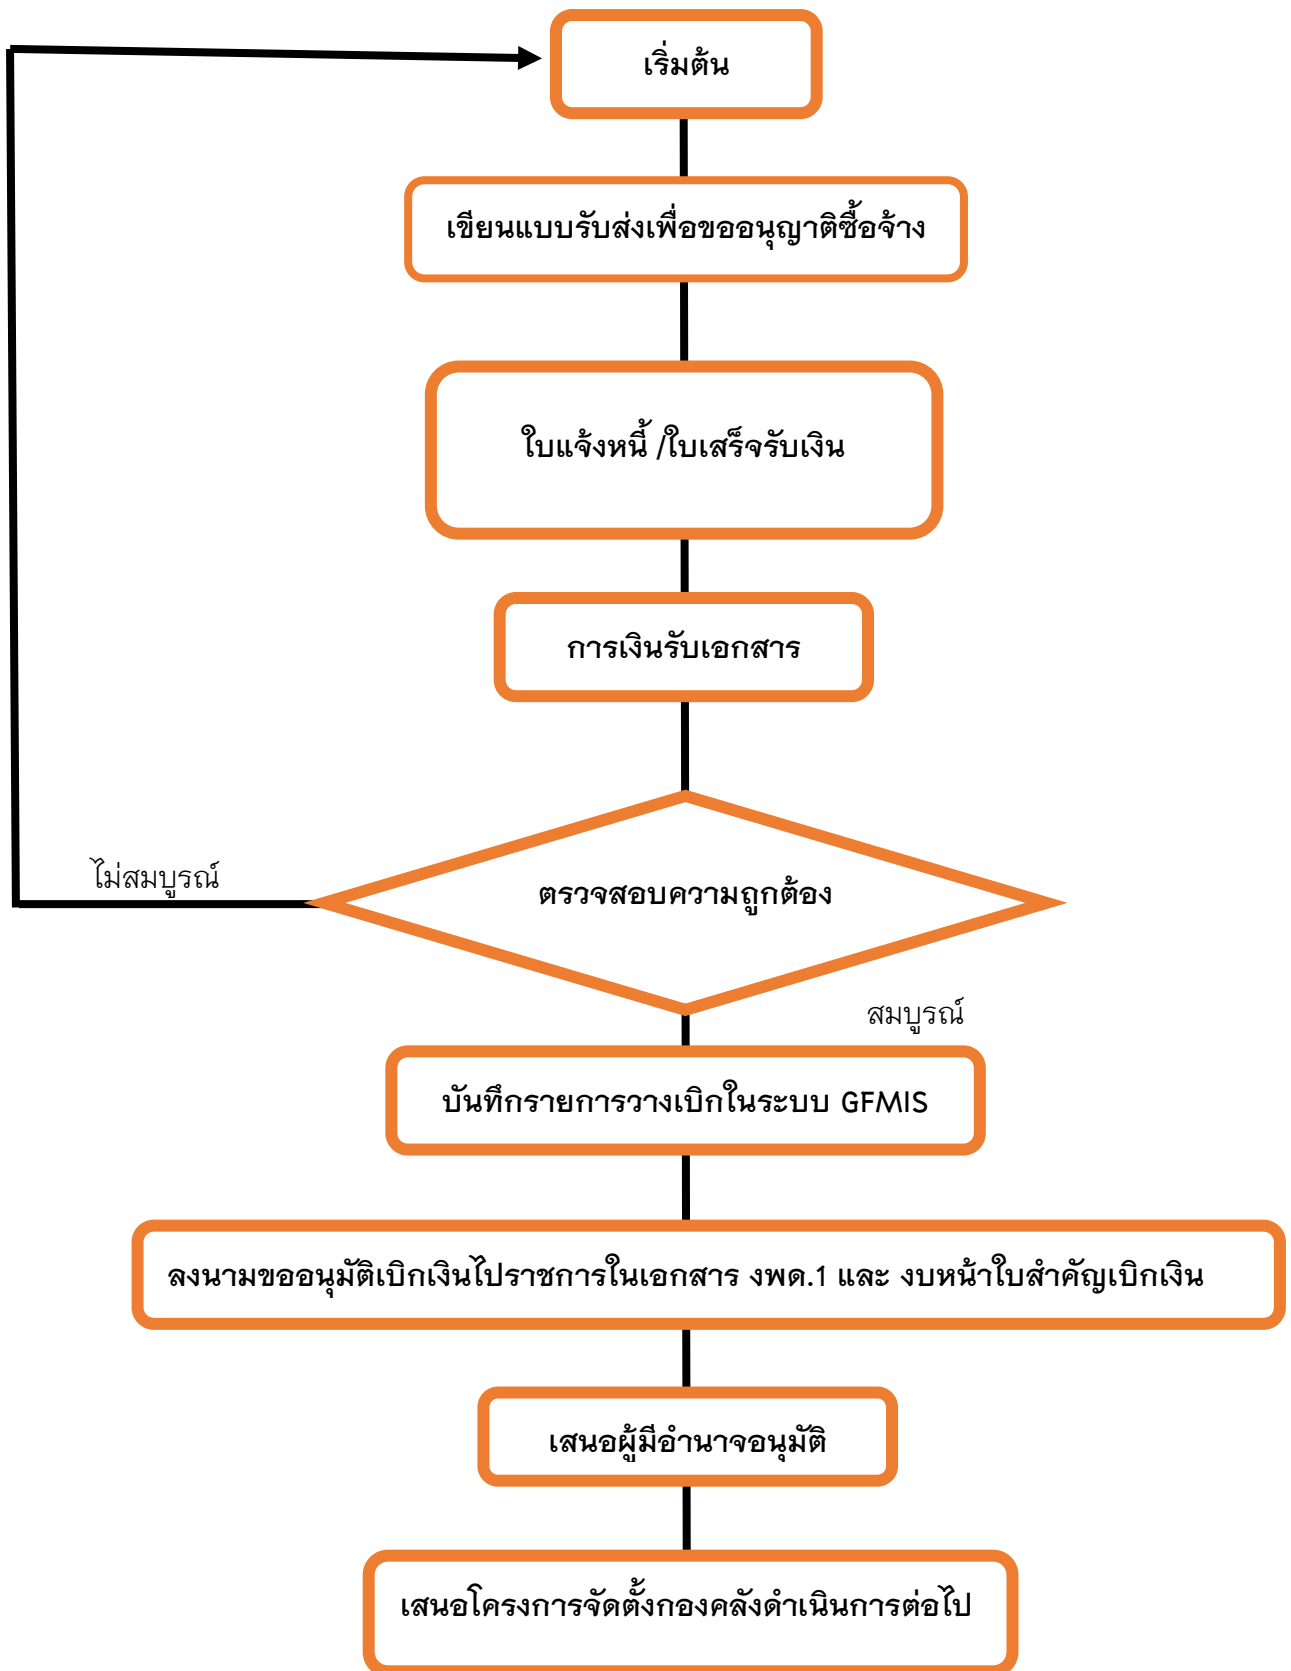 เริ่มต้น
เขียนแบบรับส่งเพื่อขออนุญาติซื้อจ้าง
ใบแจ้งหนี้ /ใบเสร็จรับเงิน
การเงินรับเอกสาร
ไม่สมบูรณ์
ตรวจสอบความถูกต้อง
สมบูรณ์
บันทึกรายการวางเบิกในระบบ GFMIS
ลงนามขออนุมัติเบิกเงินไปราชการในเอกสาร งพด.1 และ งบหน้าใบสำคัญเบิกเงิน
เสนอผู้มีอำนาจอนุมัติ
เสนอโครงการจัดตั้งกองคลังดำเนินการต่อไป